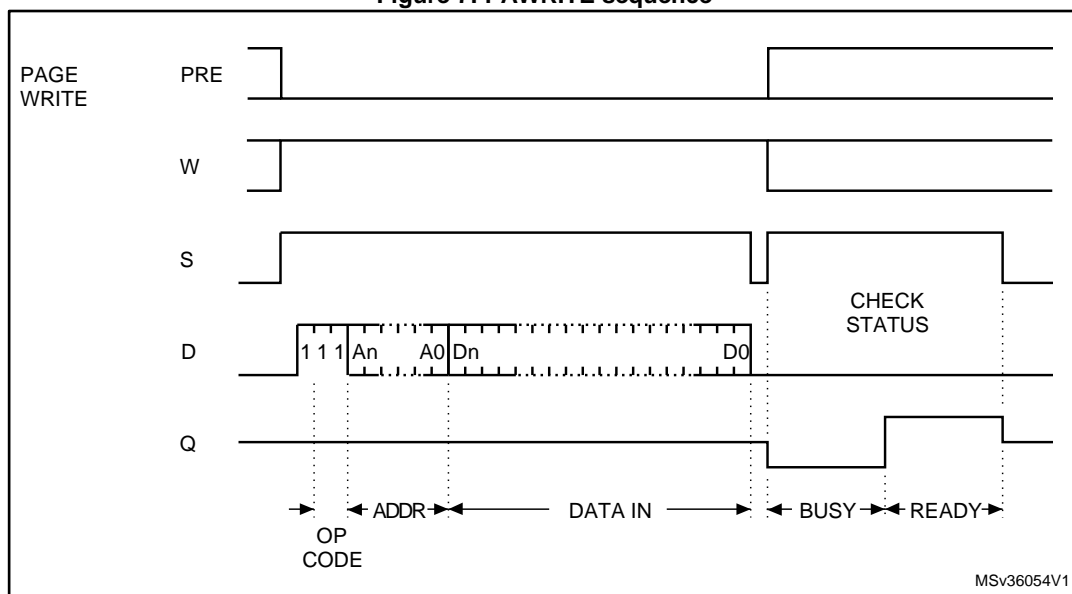 Figure 7. PAWRITE sequence
PAGE
WRITE
PRE
W
S
CHECK
STATUS
D
1 1 1 An A0 Dn D0
Q
ADDR DATA IN BUSY READY
OP
CODE
MSv36054V1